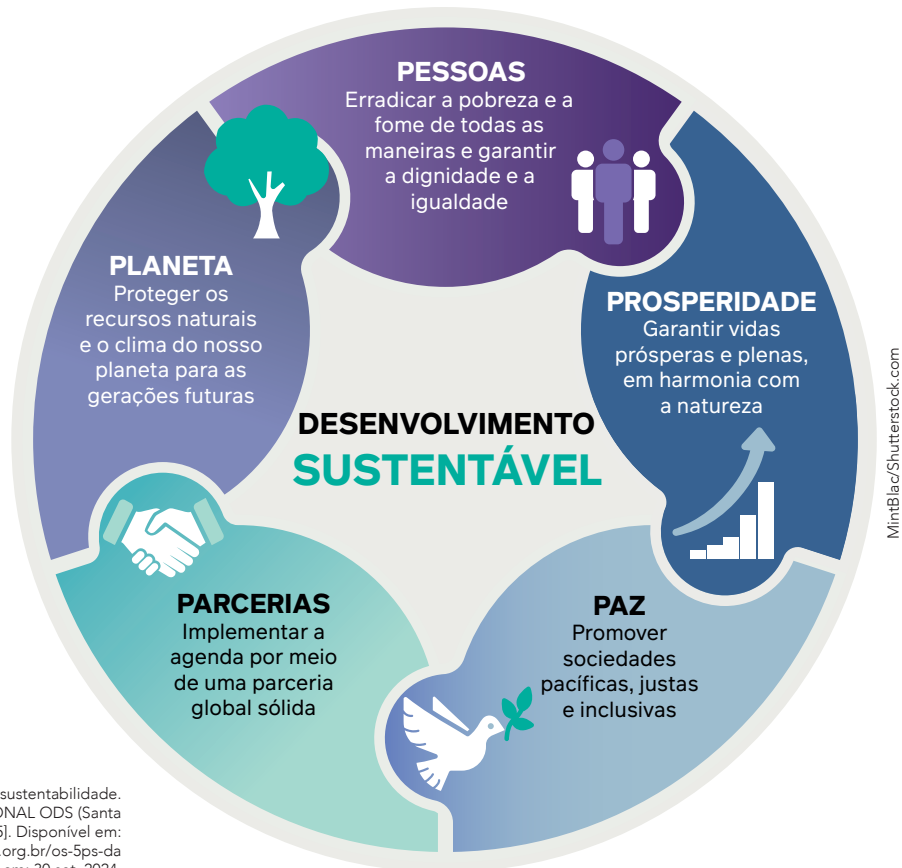 PESSOAS
Erradicar a pobreza e a
fome de todas as
maneiras e garantir
a dignidade e a
igualdade
PLANETA
Proteger os
recursos naturais
e o clima do nosso
planeta para as
gerações futuras
PROSPERIDADE
Garantir vidas
prósperas e plenas,
em harmonia com
a natureza
DESENVOLVIMENTO
SUSTENTÁVEL
PARCERIAS
Implementar a
agenda por meio
de uma parceria
global sólida
PAZ
Promover
sociedades
pacíficas, justas
e inclusivas
MintBlac/Shutterstock.com
sustentabilidade.
ONAL ODS (Santa
]. Disponível em:
.org.br/os-5ps-da